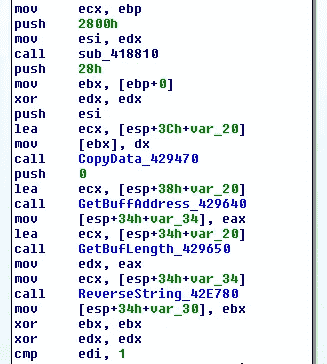 mov ecx, ebp
push 2800h
mov esi, edx
call sub_418810
push 28h
mov ebx, [ebp+0]
xor edx, edx
push esi
lea ecx, [esp+3Ch+var_20]
mov [ebx], dx
call CopyData_429470
push 0
lea ecx, [esp+38h+var_20]
call GetBuffAddress_429640
mov [esp+34h+var_34], eax
lea ecx, [esp+34h+var_20]
call GetBufLength_429650
mov edx, eax
mov ecx, [esp+34h+var_34]
call ReverseString_42E780
mov [esp+34h+var_30], ebx
xor ebx, ebx
xor edx, edx
cmp edi, 1